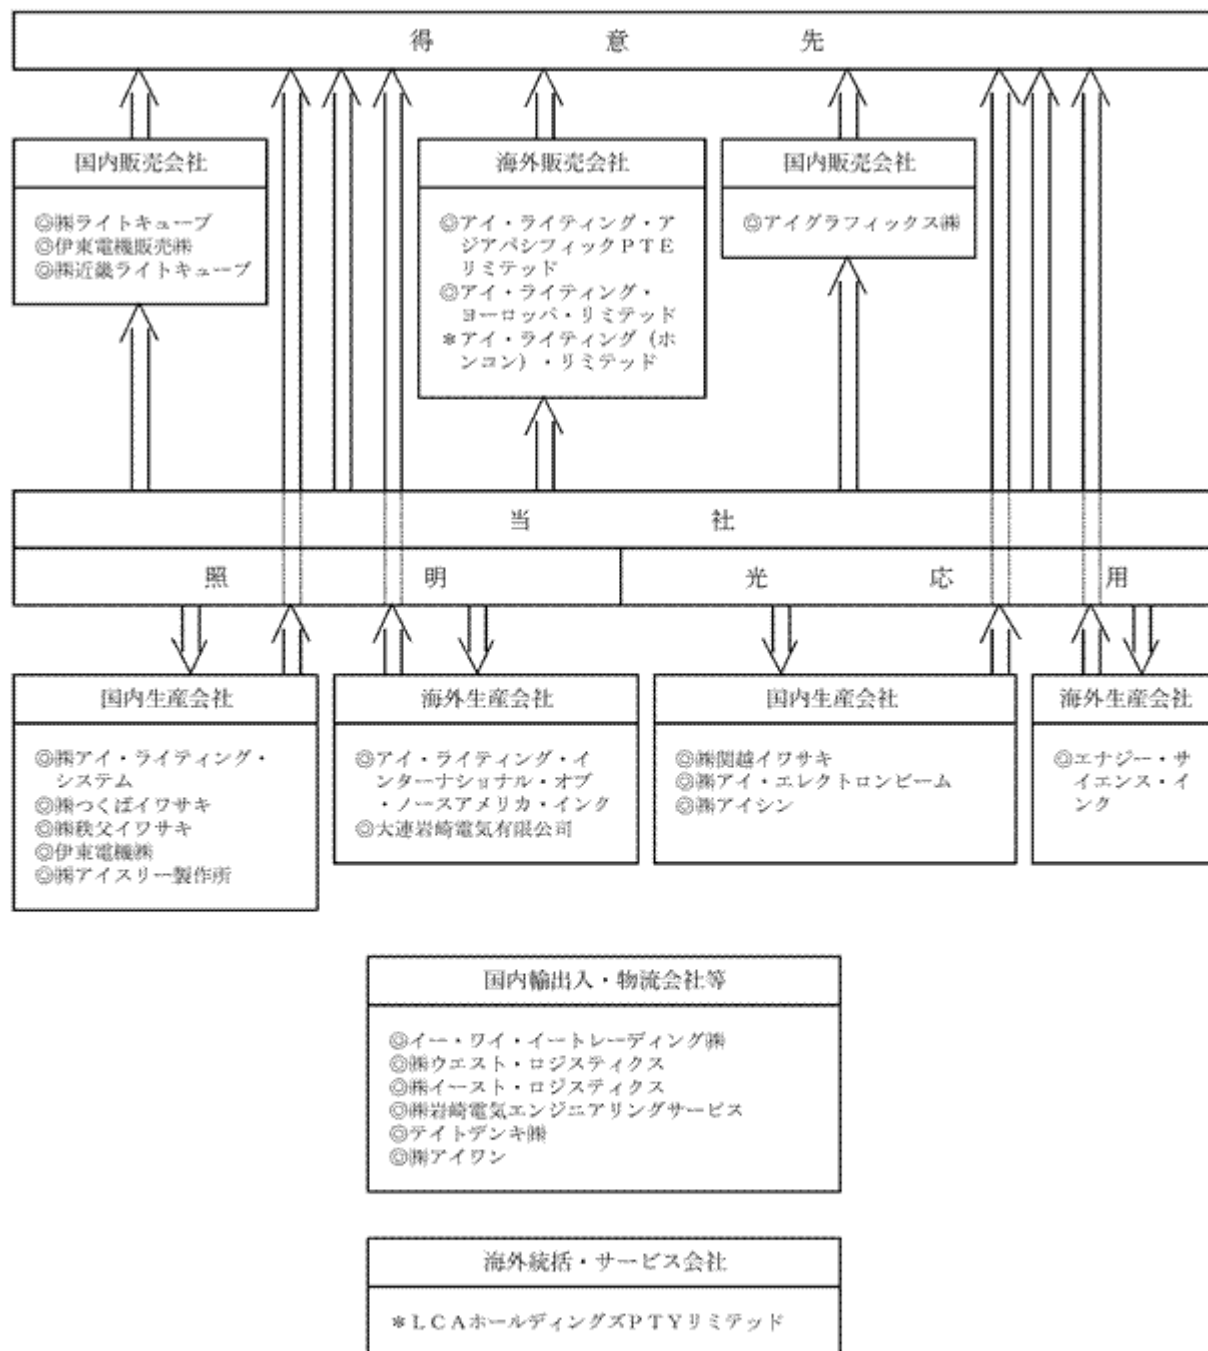 得意先
国内販売会社
◎㈱ライトキューブ
◎伊東電機販売㈱
◎㈱近畿ライトキューブ
海外販売会社
◎アイ・ライティング・ア
ジアパシフィックＰＴＥ
リミテッド
◎アイ・ライティング・
ヨーロッパ・リミテッド
＊アイ・ライティング（ホ
ンコン）・リミテッド
国内販売会社
◎アイグラフィックス㈱
当社
照明
光応用
国内生産会社
◎㈱アイ・ライティング・
システム
◎㈱つくばイワサキ
◎㈱秩父イワサキ
◎伊東電機㈱
◎㈱アイスリー製作所
海外生産会社
◎アイ・ライティング・イ
ンターナショナル・オブ
・ノースアメリカ・インク
◎大連岩崎電気有限公司
国内生産会社
◎㈱関越イワサキ
◎㈱アイ・エレクトロンビーム
◎㈱アイシン
海外生産会社
◎エナジー・サ
イエンス・イ
ンク
国内輸出入・物流会社等
◎イー・ワイ・イートレーディング㈱
◎㈱ウエスト・ロジスティクス
◎㈱イースト・ロジスティクス
◎㈱岩崎電気エンジニアリングサービス
◎テイトデンキ㈱
◎㈱アイワン
海外統括・サービス会社
＊ＬＣＡホールディングズＰＴＹリミテッド